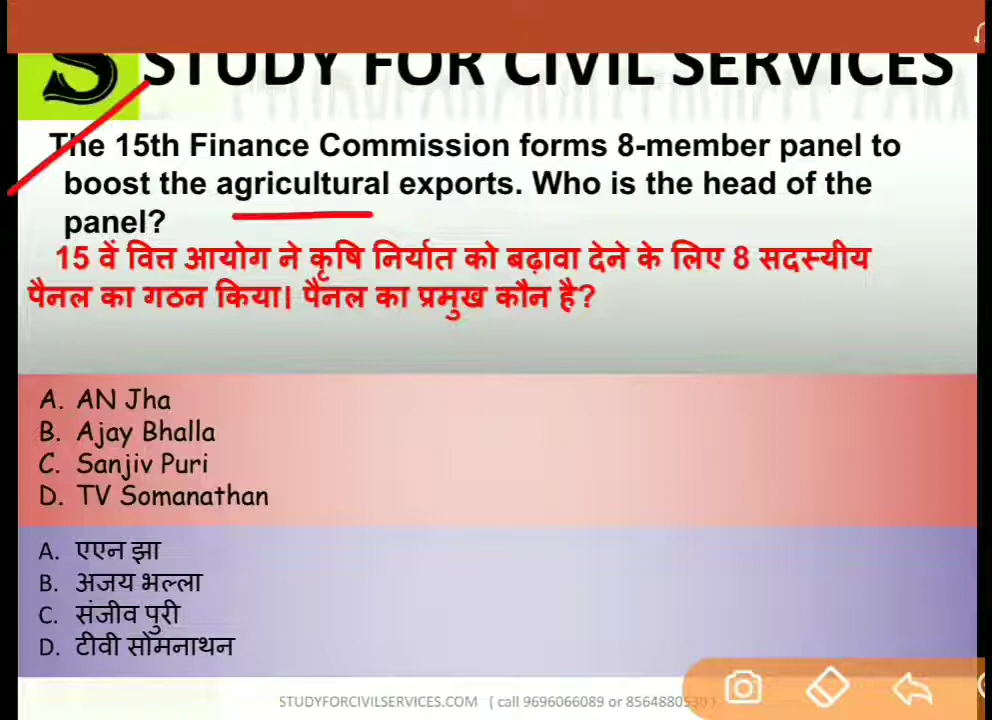 STUDY FOR CIVIL SERVICES
The 15th Finance Commission forms 8-member panel to
boost the agricultural exports. Who is the head of the
panel?
15 वें वित्त आयोग ने कृषि निर्यात को बढ़ावा देने के लिए 8 सदस्यीय
पैनल का गठन किया। पैनल का प्रमुख कौन है?
A. AN Jha
B. Ajay Bhalla
C. Sanjiv Puri
D. TV Somanathan
A. एएन झा
B. अजय भल्ला
C. संजीव पुरी
D. टीवी सोमनाथन
STUDYFORCIVILSERVICES.COM ( call 9696066089 or 8564880530 )